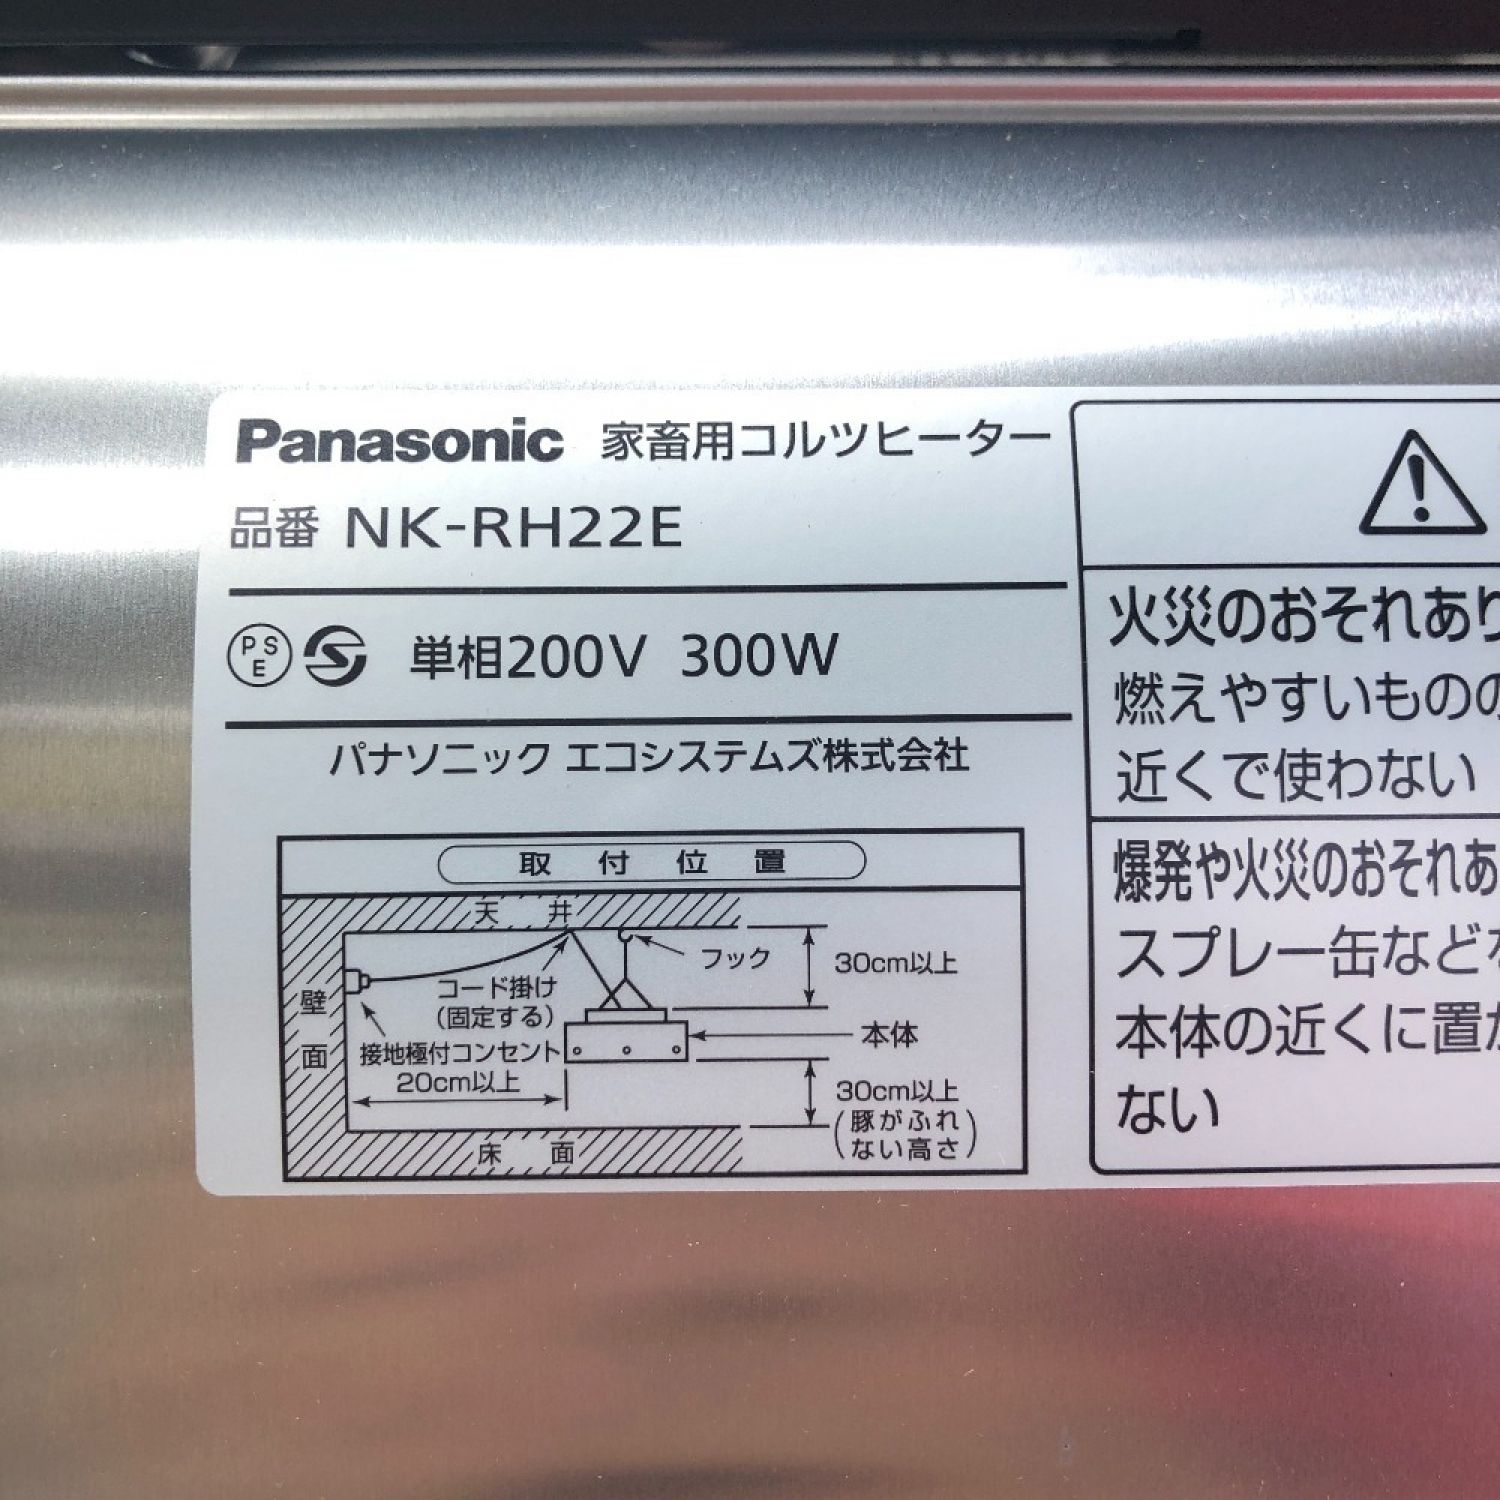 Panasonic 家畜用コルツヒーター
品番 NK-RH22E
PS E 単相200V 300W
パナソニック エコシステムズ株式会社
取付位置
天井
フック
30cm以上
コード掛け
(固定する)
壁面
接地極付コンセント
本体
20cm以上
30cm以上
(豚がふれ
ない高さ)
床面
火災のおそれあり
燃えやすいものの
近くで使わない
爆発や火災のおそれあ
スプレー缶などを
本体の近くに置か
ない